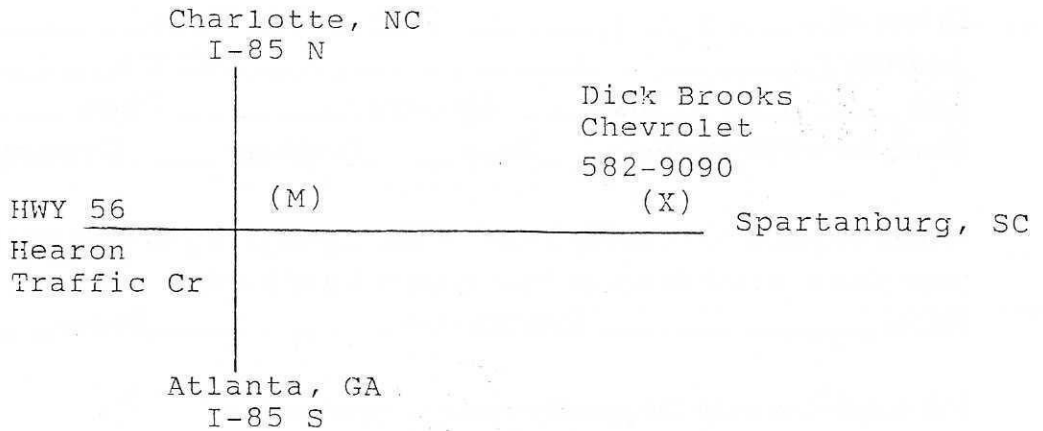 Charlotte, NC
I-85 N
Dick Brooks
Chevrolet
582-9090
(M)
(X)
HWY 56
Spartanburg, SC
Hearon
Traffic Cr
Atlanta, GA
I-85 S